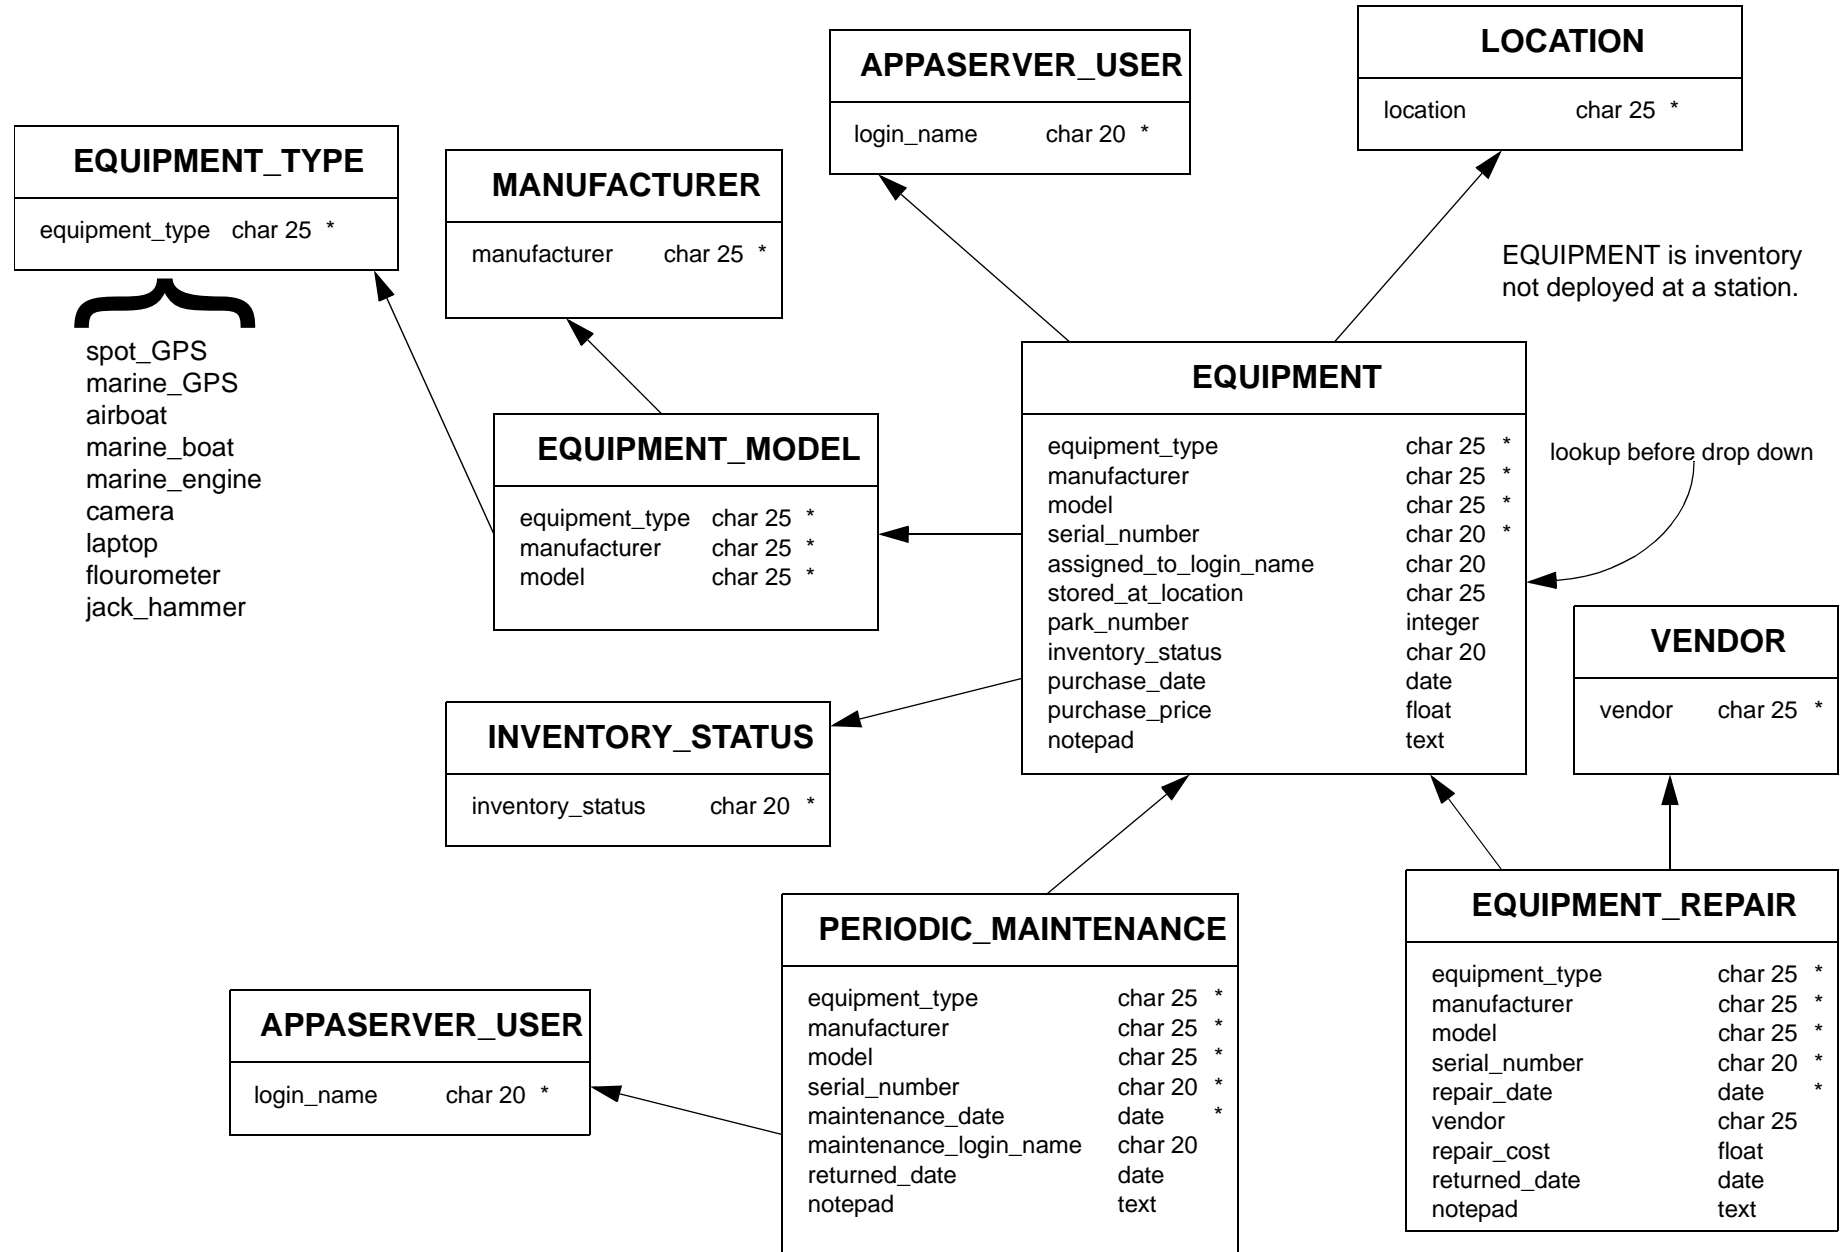 LOCATION
location char 25 *
APPASERVER_USER
login_name char 20 *
EQUIPMENT_TYPE
equipment_type char 25 *
spot_GPS
marine_GPS
airboat
marine_boat
marine_engine
camera
laptop
flourometer
jack_hammer
MANUFACTURER
manufacturer char 25 *
EQUIPMENT is inventory
not deployed at a station.
EQUIPMENT_MODEL
equipment_type char 25 *
manufacturer char 25 *
model char 25 *
EQUIPMENT
equipment_type char 25 *
manufacturer char 25 *
model char 25 *
serial_number char 20 *
assigned_to_login_name char 20
stored_at_location char 25
park_number integer
inventory_status char 20
purchase_date date
purchase_price float
notepad text
lookup before drop down
VENDOR
vendor char 25 *
INVENTORY_STATUS
inventory_status char 20 *
PERIODIC_MAINTENANCE
equipment_type char 25 *
manufacturer char 25 *
model char 25 *
serial_number char 20 *
maintenance_date date *
maintenance_login_name char 20
returned_date date
notepad text
EQUIPMENT_REPAIR
equipment_type char 25 *
manufacturer char 25 *
model char 25 *
serial_number char 20 *
repair_date date *
vendor char 25
repair_cost float
returned_date date
notepad text
APPASERVER_USER
login_name char 20 *